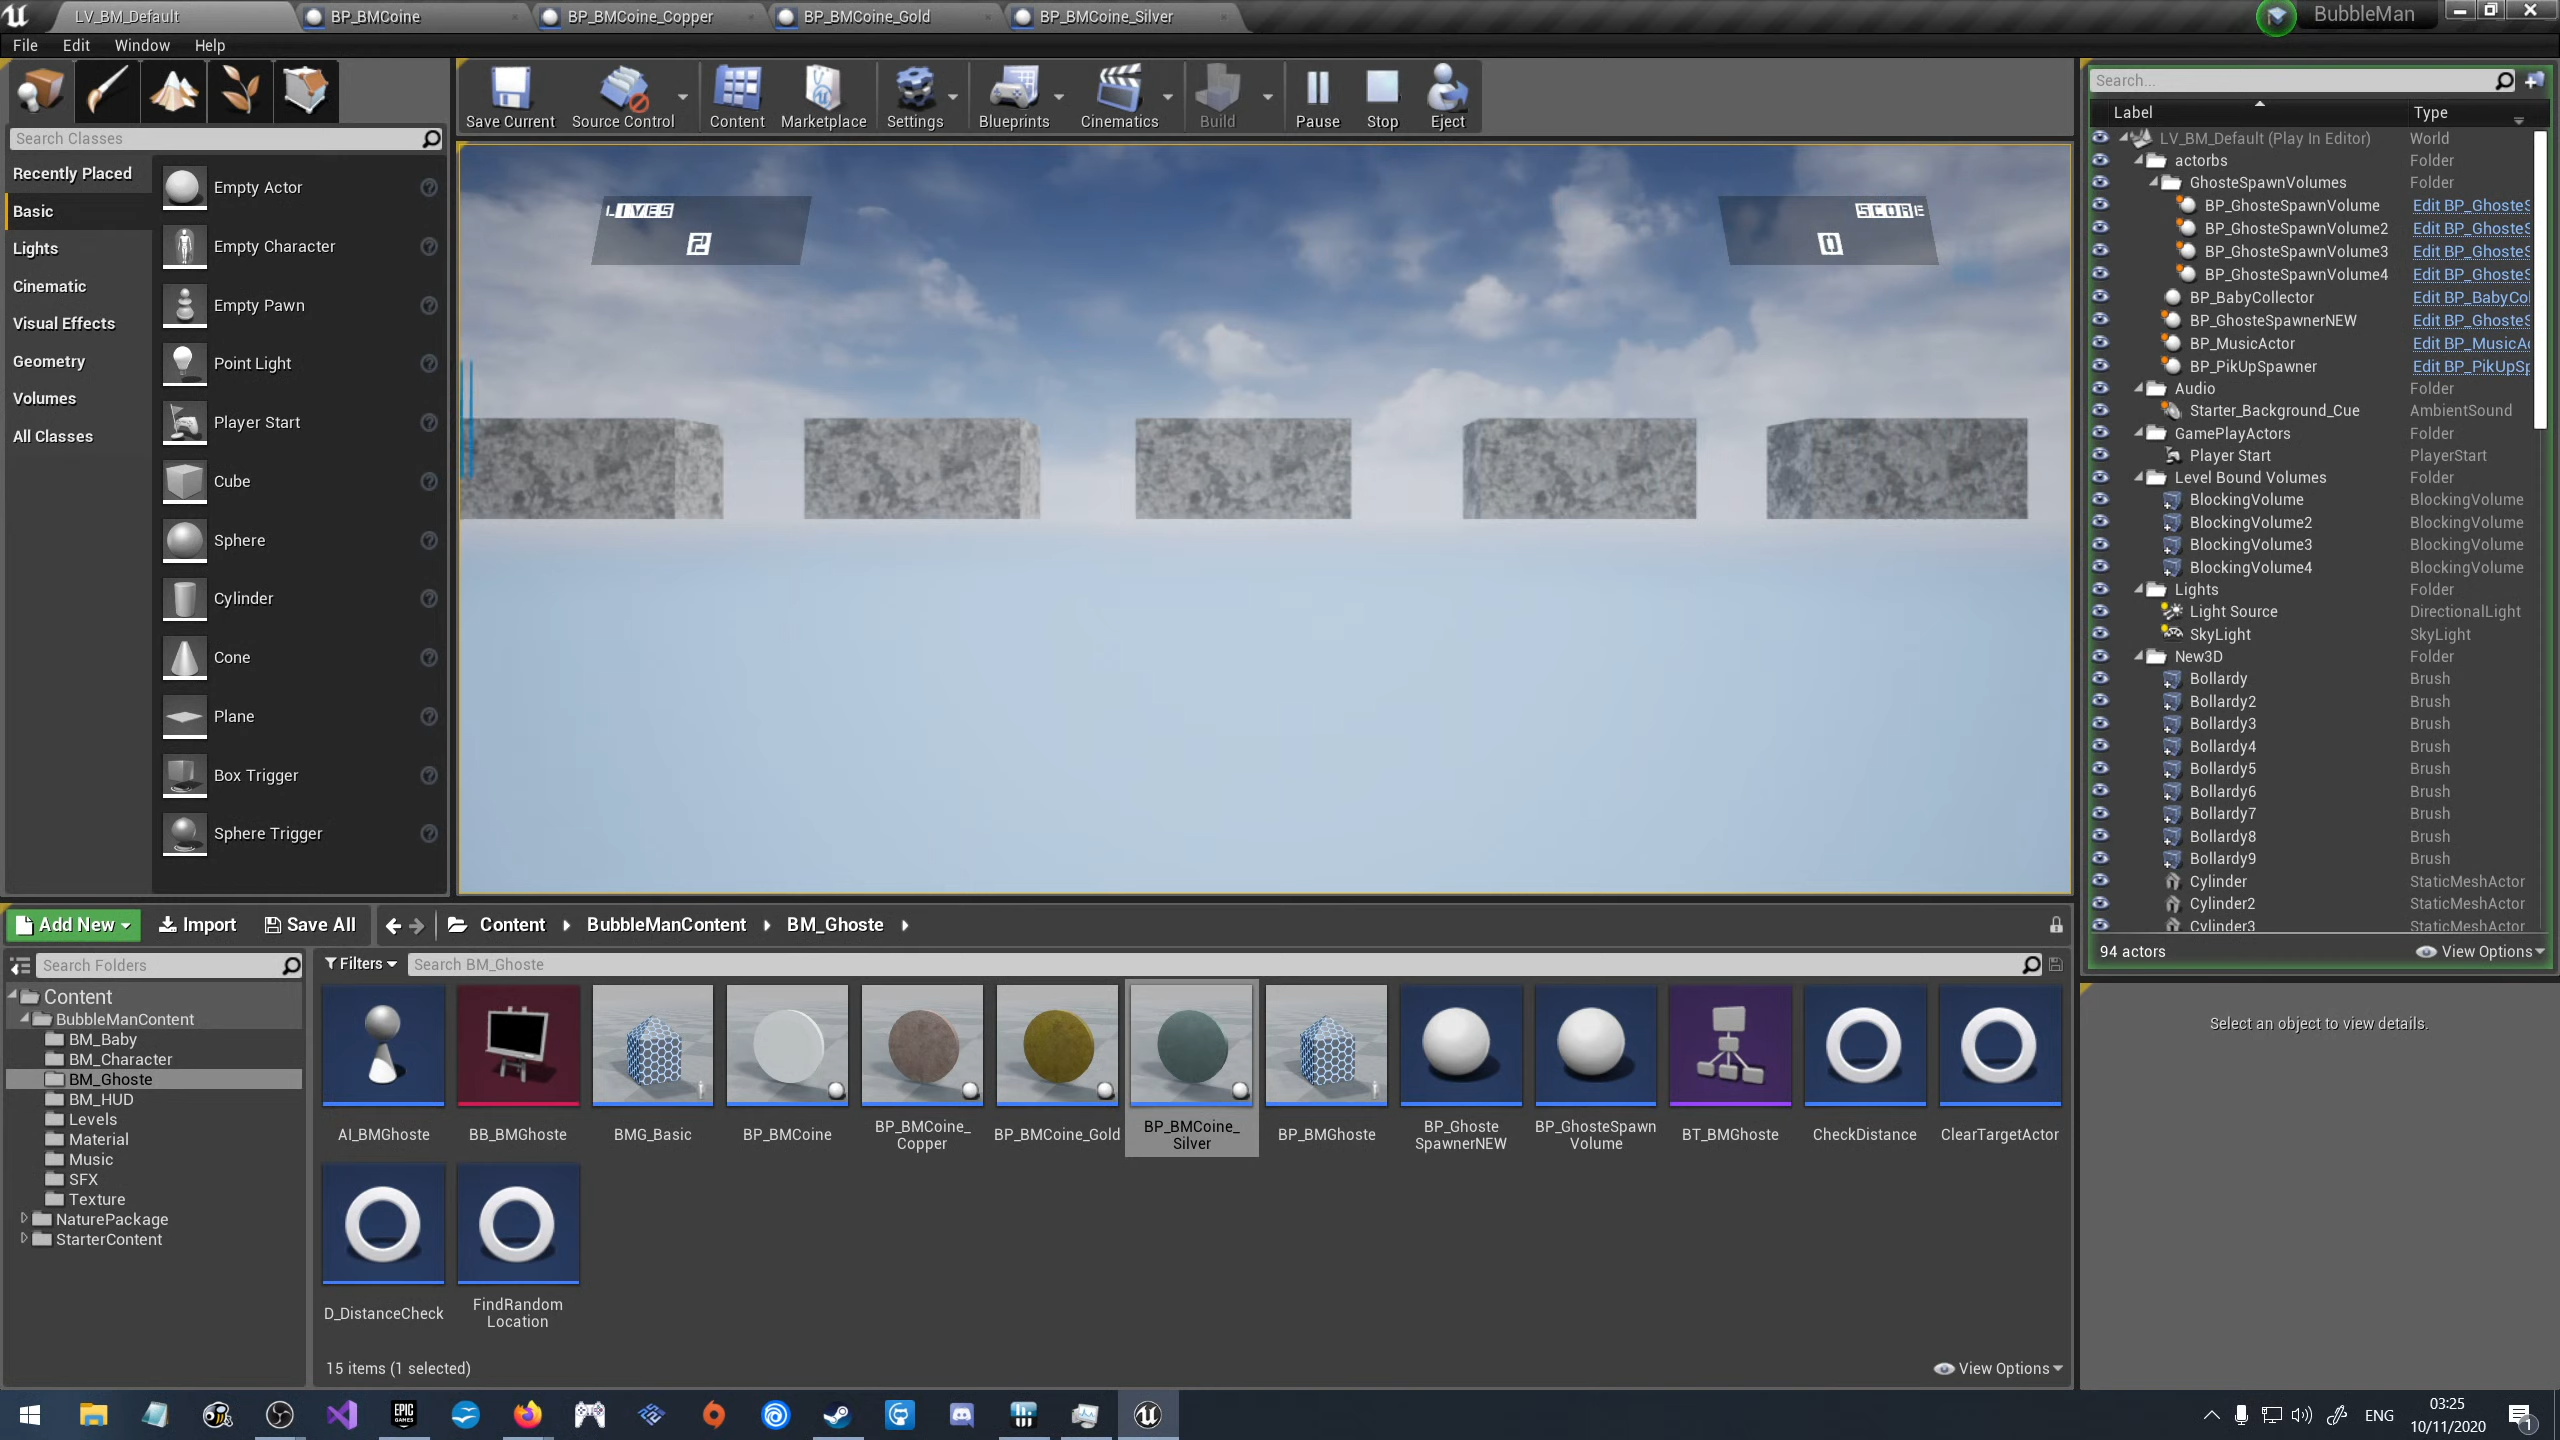 LV_BM_Default
BP_BMCoine
BP_BMCoine_Copper
BP_BMCoine_Gold
BP_BMCoine_Silver
BubbleMan
File Edit Window Help
Search Classes
Recently Placed
Basic
Lights
Cinematic
Visual Effects
Geometry
Volumes
All Classes
Empty Actor
Empty Character
Empty Pawn
Point Light
Player Start
Cube
Sphere
Cylinder
Cone
Plane
Box Trigger
Sphere Trigger
Save Current
Source Control
Content
Marketplace
Settings
Blueprints
Cinematics
Build
Pause
Stop
Eject
LIVES
2
SCORE
0
Search...
Label Type
LV_BM_Default (Play In Editor) World
actorbs Folder
GhosteSpawnVolumes Folder
BP_GhosteSpawnVolume Edit BP_GhosteS
BP_GhosteSpawnVolume2 Edit BP_GhosteS
BP_GhosteSpawnVolume3 Edit BP_GhosteS
BP_GhosteSpawnVolume4 Edit BP_GhosteS
BP_BabyCollector Edit BP_BabyCol
BP_GhosteSpawnerNEW Edit BP_GhosteS
BP_MusicActor Edit BP_MusicAc
BP_PikUpSpawner Edit BP_PikUpSp
Audio Folder
Starter_Background_Cue AmbientSound
GamePlayActors Folder
Player Start PlayerStart
Level Bound Volumes Folder
BlockingVolume BlockingVolume
BlockingVolume2 BlockingVolume
BlockingVolume3 BlockingVolume
BlockingVolume4 BlockingVolume
Lights Folder
Light Source DirectionalLight
SkyLight SkyLight
New3D Folder
Bollardy Brush
Bollardy2 Brush
Bollardy3 Brush
Bollardy4 Brush
Bollardy5 Brush
Bollardy6 Brush
Bollardy7 Brush
Bollardy8 Brush
Bollardy9 Brush
Cylinder StaticMeshActor
Cylinder2 StaticMeshActor
Cylinder3 StaticMeshActor
94 actors View Options
Select an object to view details.
Add New Import Save All Content BubbleManContent BM_Ghoste
Search Folders
Filters Search BM_Ghoste
Content
BubbleManContent
BM_Baby
BM_Character
BM_Ghoste
BM_HUD
Levels
Material
Music
SFX
Texture
NaturePackage
StarterContent
AI_BMGhoste
BB_BMGhoste
BMG_Basic
BP_BMCoine
BP_BMCoine_
Copper
BP_BMCoine_Gold
BP_BMCoine_
Silver
BP_BMGhoste
BP_Ghoste
SpawnerNEW
BP_GhosteSpawn
Volume
BT_BMGhoste
CheckDistance
ClearTargetActor
D_DistanceCheck
FindRandom
Location
15 items (1 selected)
View Options
EPIC
GAMES
ENG
03:25
10/11/2020
1